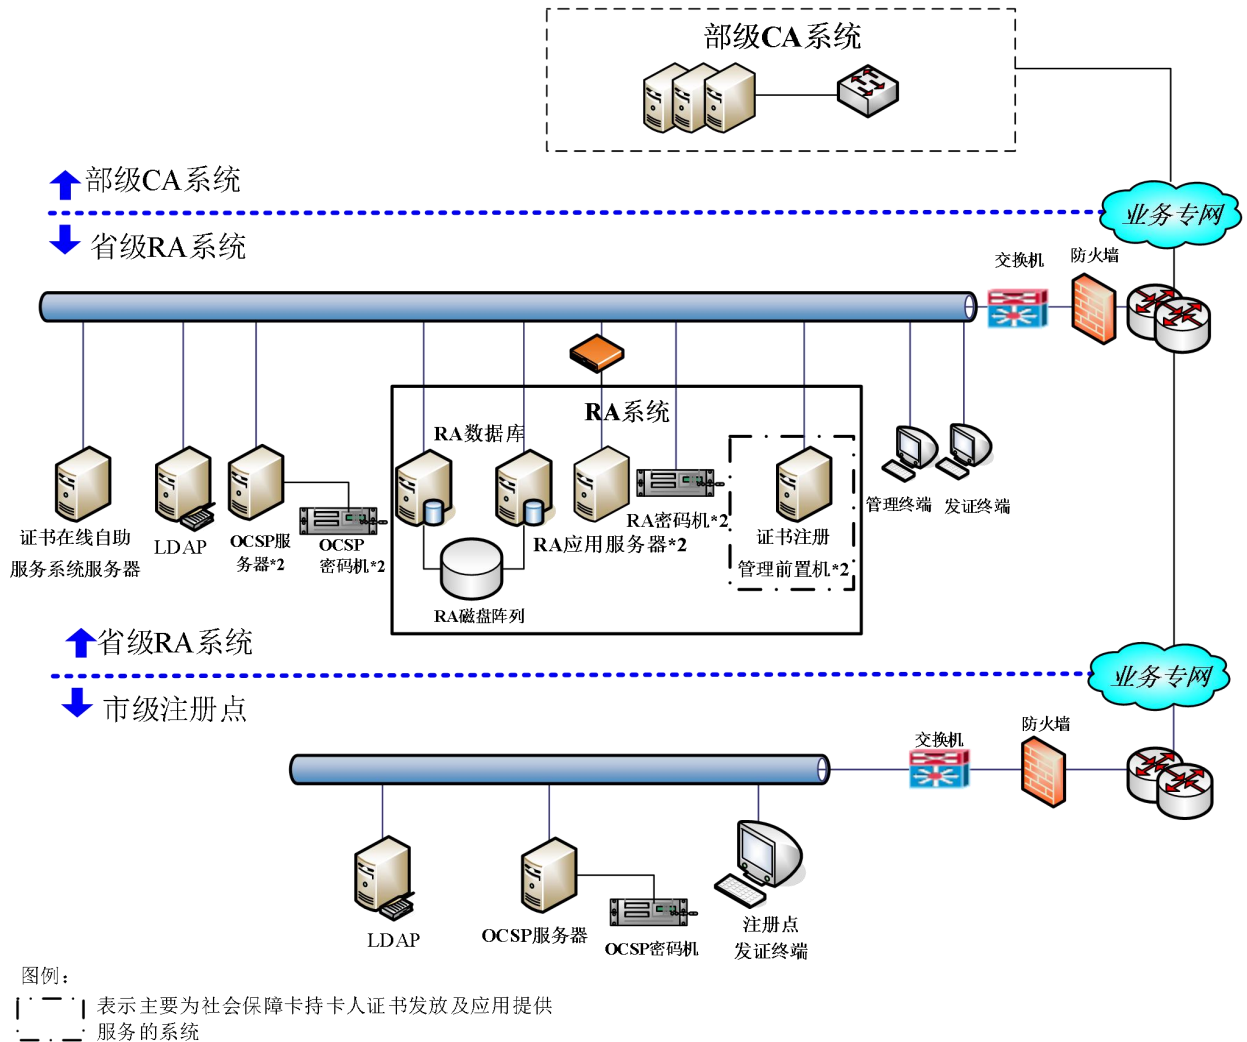 部级CA系统
部级CA系统
业务专网
省级RA系统
交换机
防火墙
RA系统
RA数据库
管理终端
发证终端
证书在线自助
服务系统服务器
LDAP
OCSP服
务器*2
OCSP
密码机*2
RA密码机*2
RA应用服务器*2
证书注册
管理前置机*2
RA磁盘阵列
省级RA系统
业务专网
市级注册点
交换机
防火墙
LDAP
OCSP服务器
OCSP密码机
注册点
发证终端
图例：
表示主要为社会保障卡持卡人证书发放及应用提供
服务的系统